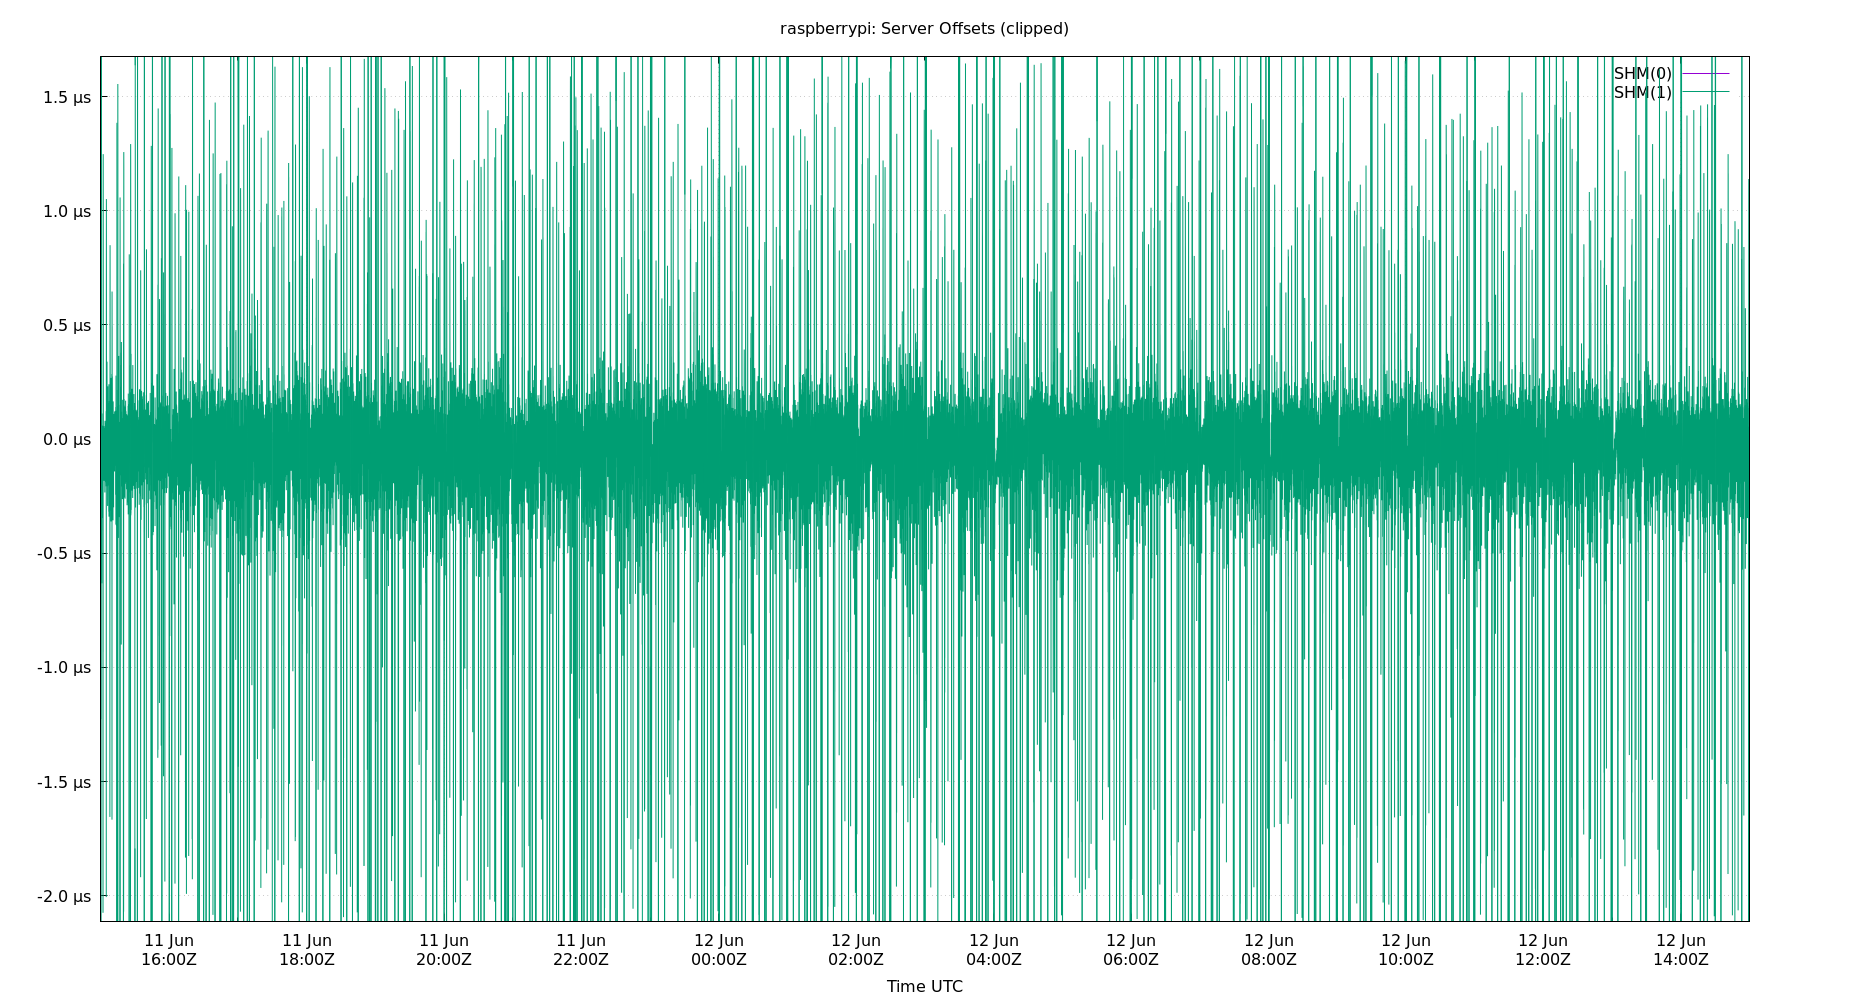 raspberrypi: Server Offsets (clipped)
SHM(0)
SHM(1)
1.5 µs
1.0 µs
0.5 µs
0.0 µs
-0.5 µs
-1.0 µs
-1.5 µs
-2.0 µs
11 Jun 11 Jun 11 Jun 11 Jun 12 Jun 12 Jun 12 Jun 12 Jun 12 Jun 12 Jun 12 Jun 12 Jun
16:00Z 18:00Z 20:00Z 22:00Z 00:00Z 02:00Z 04:00Z 06:00Z 08:00Z 10:00Z 12:00Z 14:00Z
Time UTC